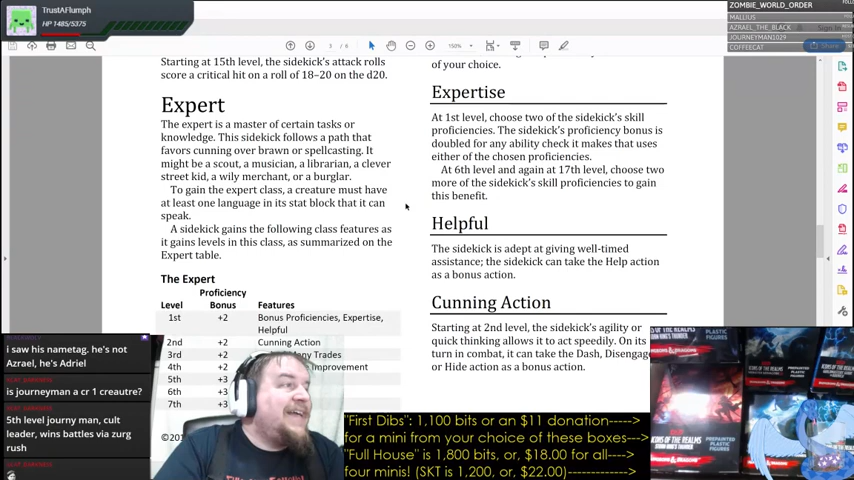 TrustAFlumph
HP 1485/5375
ZOMBIE_WORLD_ORDER
MALLIUS
AZRAEL_THE_BLACK
JOURNEYMAN1029
COFFEECAT
Share
3 / 6
150%
Starting at 15th level, the sidekick's attack rolls
score a critical hit on a roll of 18–20 on the d20.
Expert
The expert is a master of certain tasks or
knowledge. This sidekick follows a path that
favors cunning over brawn or spellcasting. It
might be a scout, a musician, a librarian, a clever
street kid, a wily merchant, or a burglar.
To gain the expert class, a creature must have
at least one language in its stat block that it can
speak.
A sidekick gains the following class features as
it gains levels in this class, as summarized on the
Expert table.
The Expert
Proficiency
Level Bonus Features
1st +2 Bonus Proficiencies, Expertise,
Helpful
2nd +2 Cunning Action
3rd +2 Many Trades
4th +2 Improvement
5th +3
6th +3
7th +3
of your choice.
Expertise
At 1st level, choose two of the sidekick's skill
proficiencies. The sidekick's proficiency bonus is
doubled for any ability check it makes that uses
either of the chosen proficiencies.
At 6th level and again at 17th level, choose two
more of the sidekick's skill proficiencies to gain
this benefit.
Helpful
The sidekick is adept at giving well-timed
assistance; the sidekick can take the Help action
as a bonus action.
Cunning Action
Starting at 2nd level, the sidekick's agility or
quick thinking allows it to act speedily. On its
turn in combat, it can take the Dash, Disengag
or Hide action as a bonus action.
i saw his nametag. he's not
Azrael, he's Adriel
is journeyman a cr 1 creautre?
5th level journy man, cult
leader, wins battles via zurg
rush
"First Dibs": 1,100 bits or an $11 donation-----
for a mini from your choice of these boxes--->
"Full House" is 1,800 bits, or, $18.00 for all----
four minis! (SKT is 1,200, or, $22.00)------------->